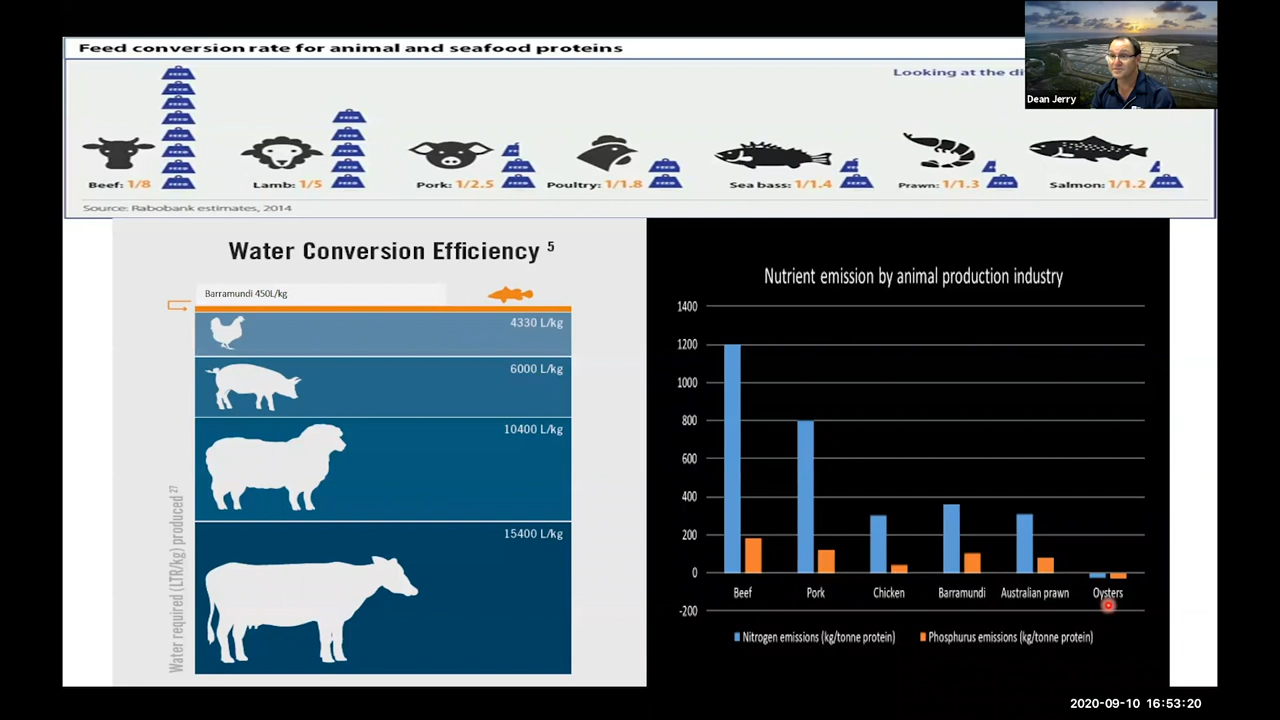 Feed conversion rate for animal and seafood proteins
Looking at the di
Dean Jerry
FEED
Beef: 1/8
Lamb: 1/5
Pork: 1/2.5
Poultry: 1/1.8
Sea bass: 1/1.4
Prawn: 1/1.3
Salmon: 1/1.2
Source: Rabobank estimates, 2014
Water Conversion Efficiency 5
Barramundi 450L/kg
4330 L/kg
6000 L/kg
10400 L/kg
15400 L/kg
Water required (LTR/kg) produced 27
Nutrient emission by animal production industry
1400
1200
1000
800
600
400
200
0
-200
Beef Pork Chicken Barramundi Australian prawn Oysters
Nitrogen emissions (kg/tonne protein) Phosphurus emissions (kg/tonne protein)
2020-09-10 16:53:20